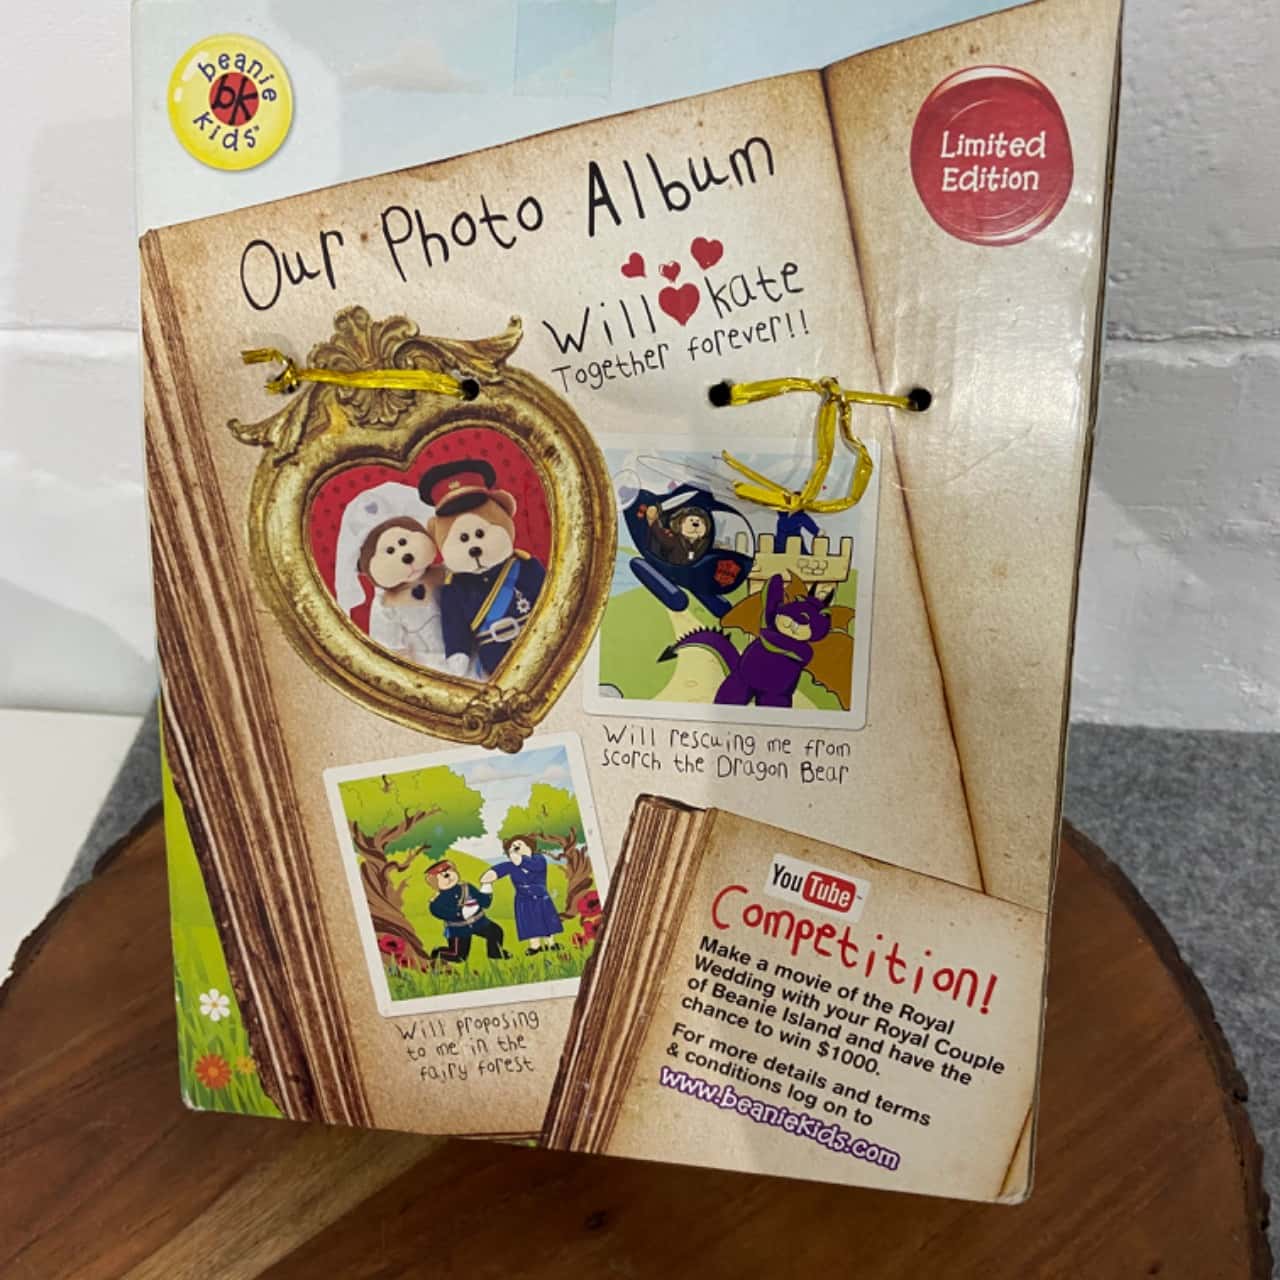 beanie
bk
kids™
Limited
Edition
Our Photo Album
Will kate
Together forever!!
Will rescuing me from
scorch the Dragon Bear
Will proposing
to me in the
fairy forest
YouTube™
Competition!
Make a movie of the Royal
Wedding with your Royal Couple
of Beanie Island and have the
chance to win $1000.
For more details and terms
& conditions log on to
www.beaniekids.com